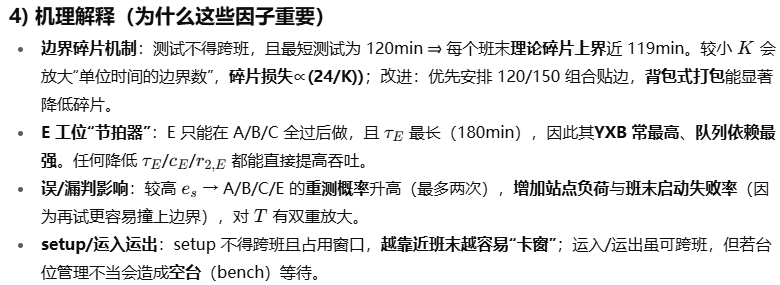 4) 机理解释（为什么这些因子重要）
• 边界碎片机制：测试不得跨班，且最短测试为 120min ⇒ 每个班末理论碎片上界近 119min。较小 K 会
放大“单位时间的边界数”，碎片损失∝(24/K))；改进：优先安排 120/150 组合贴边，背包式打包能显著
降低碎片。
• E 工位“节拍器”：E 只能在 A/B/C 全过后做，且 τ_E 最长（180min），因此其YXB 常最高、队列依赖最
强。任何降低 τ_E/c_E/r_{2,E} 都能直接提高吞吐。
• 误/漏判影响：较高 e_s → A/B/C/E 的重测概率升高（最多两次），增加站点负荷与班末启动失败率（因
为再试更容易撞上边界），对 T 有双重放大。
• setup/运入运出：setup 不得跨班且占用窗口，越靠近班末越容易“卡窗”；运入/运出虽可跨班，但若台
位管理不当会造成空台（bench）等待。